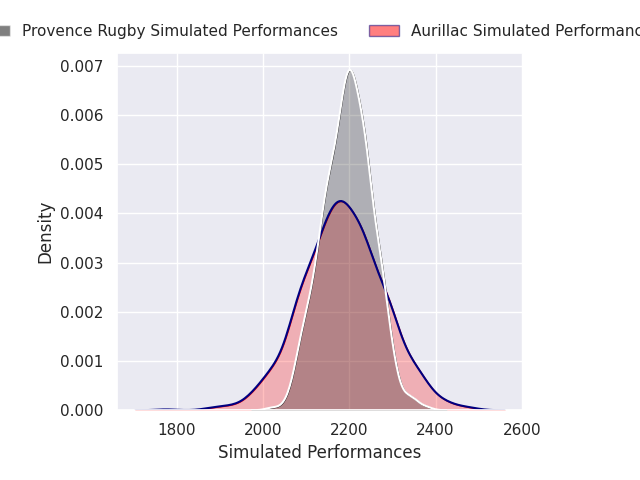 Provence Rugby Simulated Performances
Aurillac Simulated
0.007
0.006
0.005
0.004
0.003
0.002
0.001
0.000
Density
1800 2000 2200 2400 2600
Simulated Performances